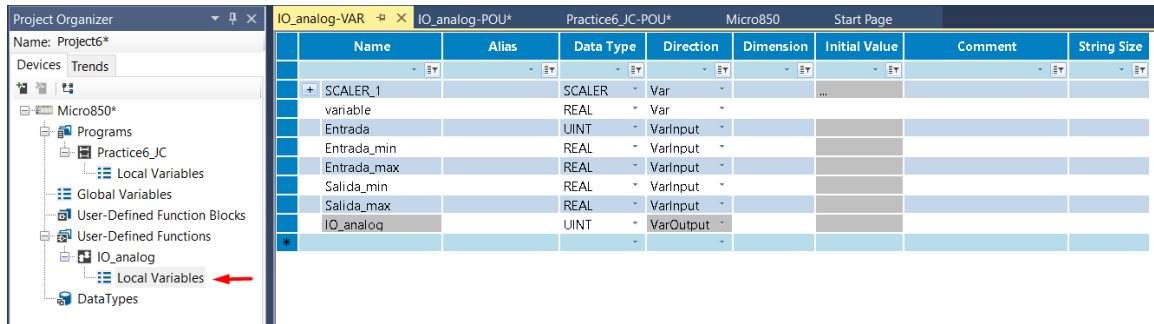 Project Organizer
Name: Project6*
Devices Trends
Micro850*
Programs
Practice6_JC
Local Variables
Global Variables
User-Defined Function Blocks
User-Defined Functions
IO_analog
Local Variables
DataTypes
IO_analog-VAR IO_analog-POU* Practice6_JC-POU* Micro850 Start Page
Name Alias Data Type Direction Dimension Initial Value Comment String Size
+ SCALER_1 SCALER Var ...
variable REAL Var
Entrada UINT VarInput
Entrada_min REAL VarInput
Entrada_max REAL VarInput
Salida_min REAL VarInput
Salida_max REAL VarInput
IO_analog UINT VarOutput
*